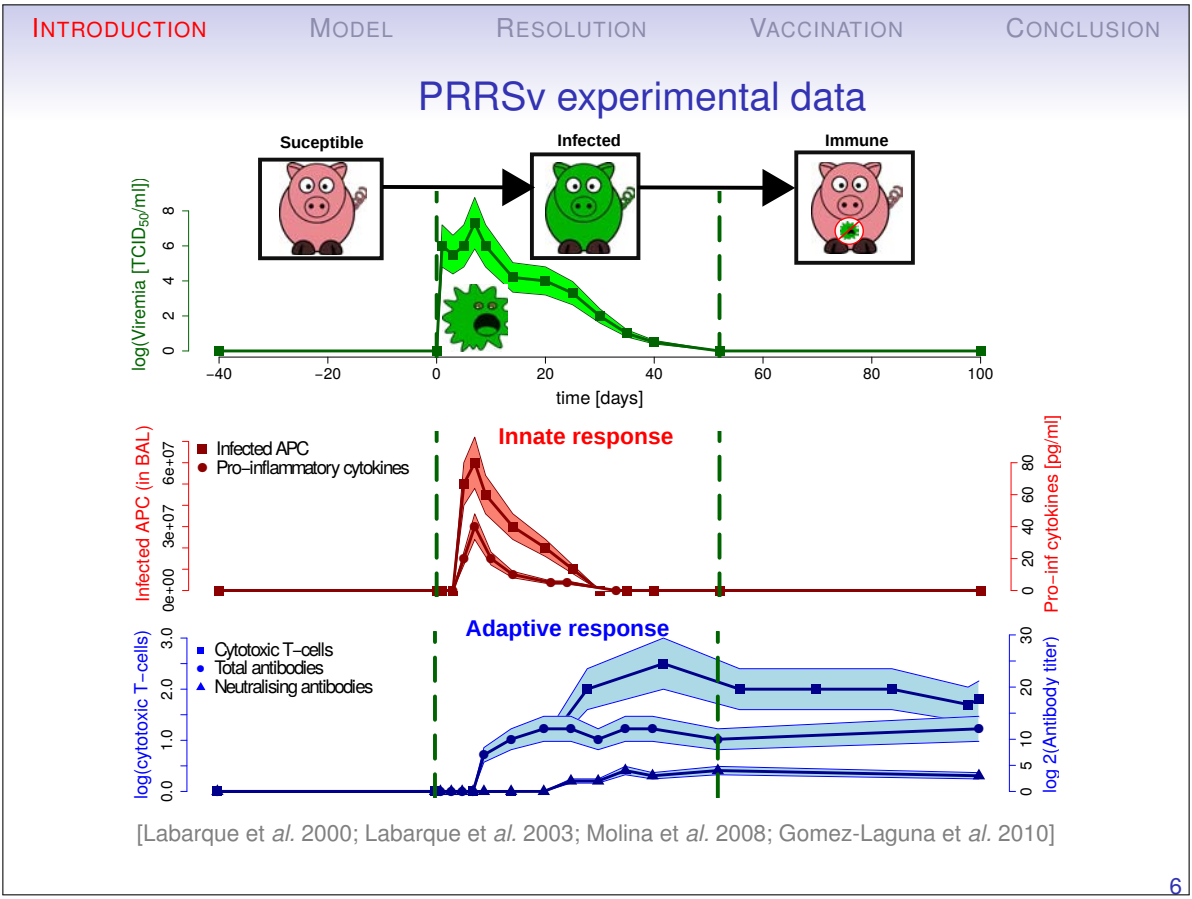 INTRODUCTION MODEL RESOLUTION VACCINATION CONCLUSION
PRRSv experimental data
Suceptible Infected Immune
log(Viremia [TCID50/ml])
8
6
4
2
0
−40 −20 0 20 40 60 80 100
time [days]
Innate response
Infected APC
Pro−inflammatory cytokines
Infected APC (in BAL)
6e+07
3e+07
0e+00
Pro−inf cytokines [pg/ml]
80
60
40
20
0
Adaptive response
Cytotoxic T−cells
Total antibodies
Neutralising antibodies
log(cytotoxic T−cells)
3.0
2.0
1.0
0.0
log 2(Antibody titer)
30
20
10
5
0
[Labarque et al. 2000; Labarque et al. 2003; Molina et al. 2008; Gomez-Laguna et al. 2010]
6